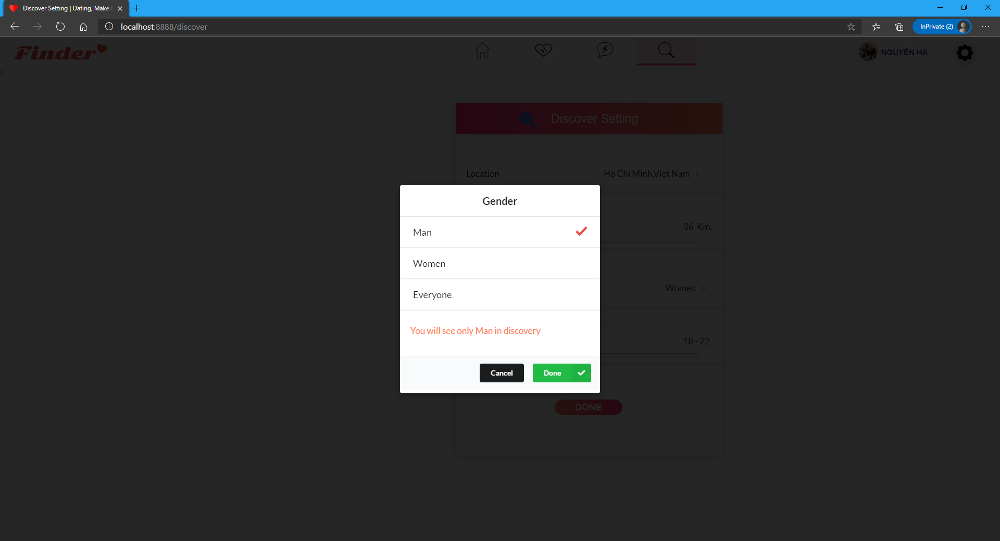 Discover Setting | Dating, Make F
localhost:8888/discover
InPrivate (2)
Finder
NGUYỄN HẠ
\
Discover Setting
Location
Ho Chi Minh,Viet Nam >
36 Km.
Women >
18 - 22
DONE
Gender
Man
Women
Everyone
You will see only Man in discovery
Cancel
Done